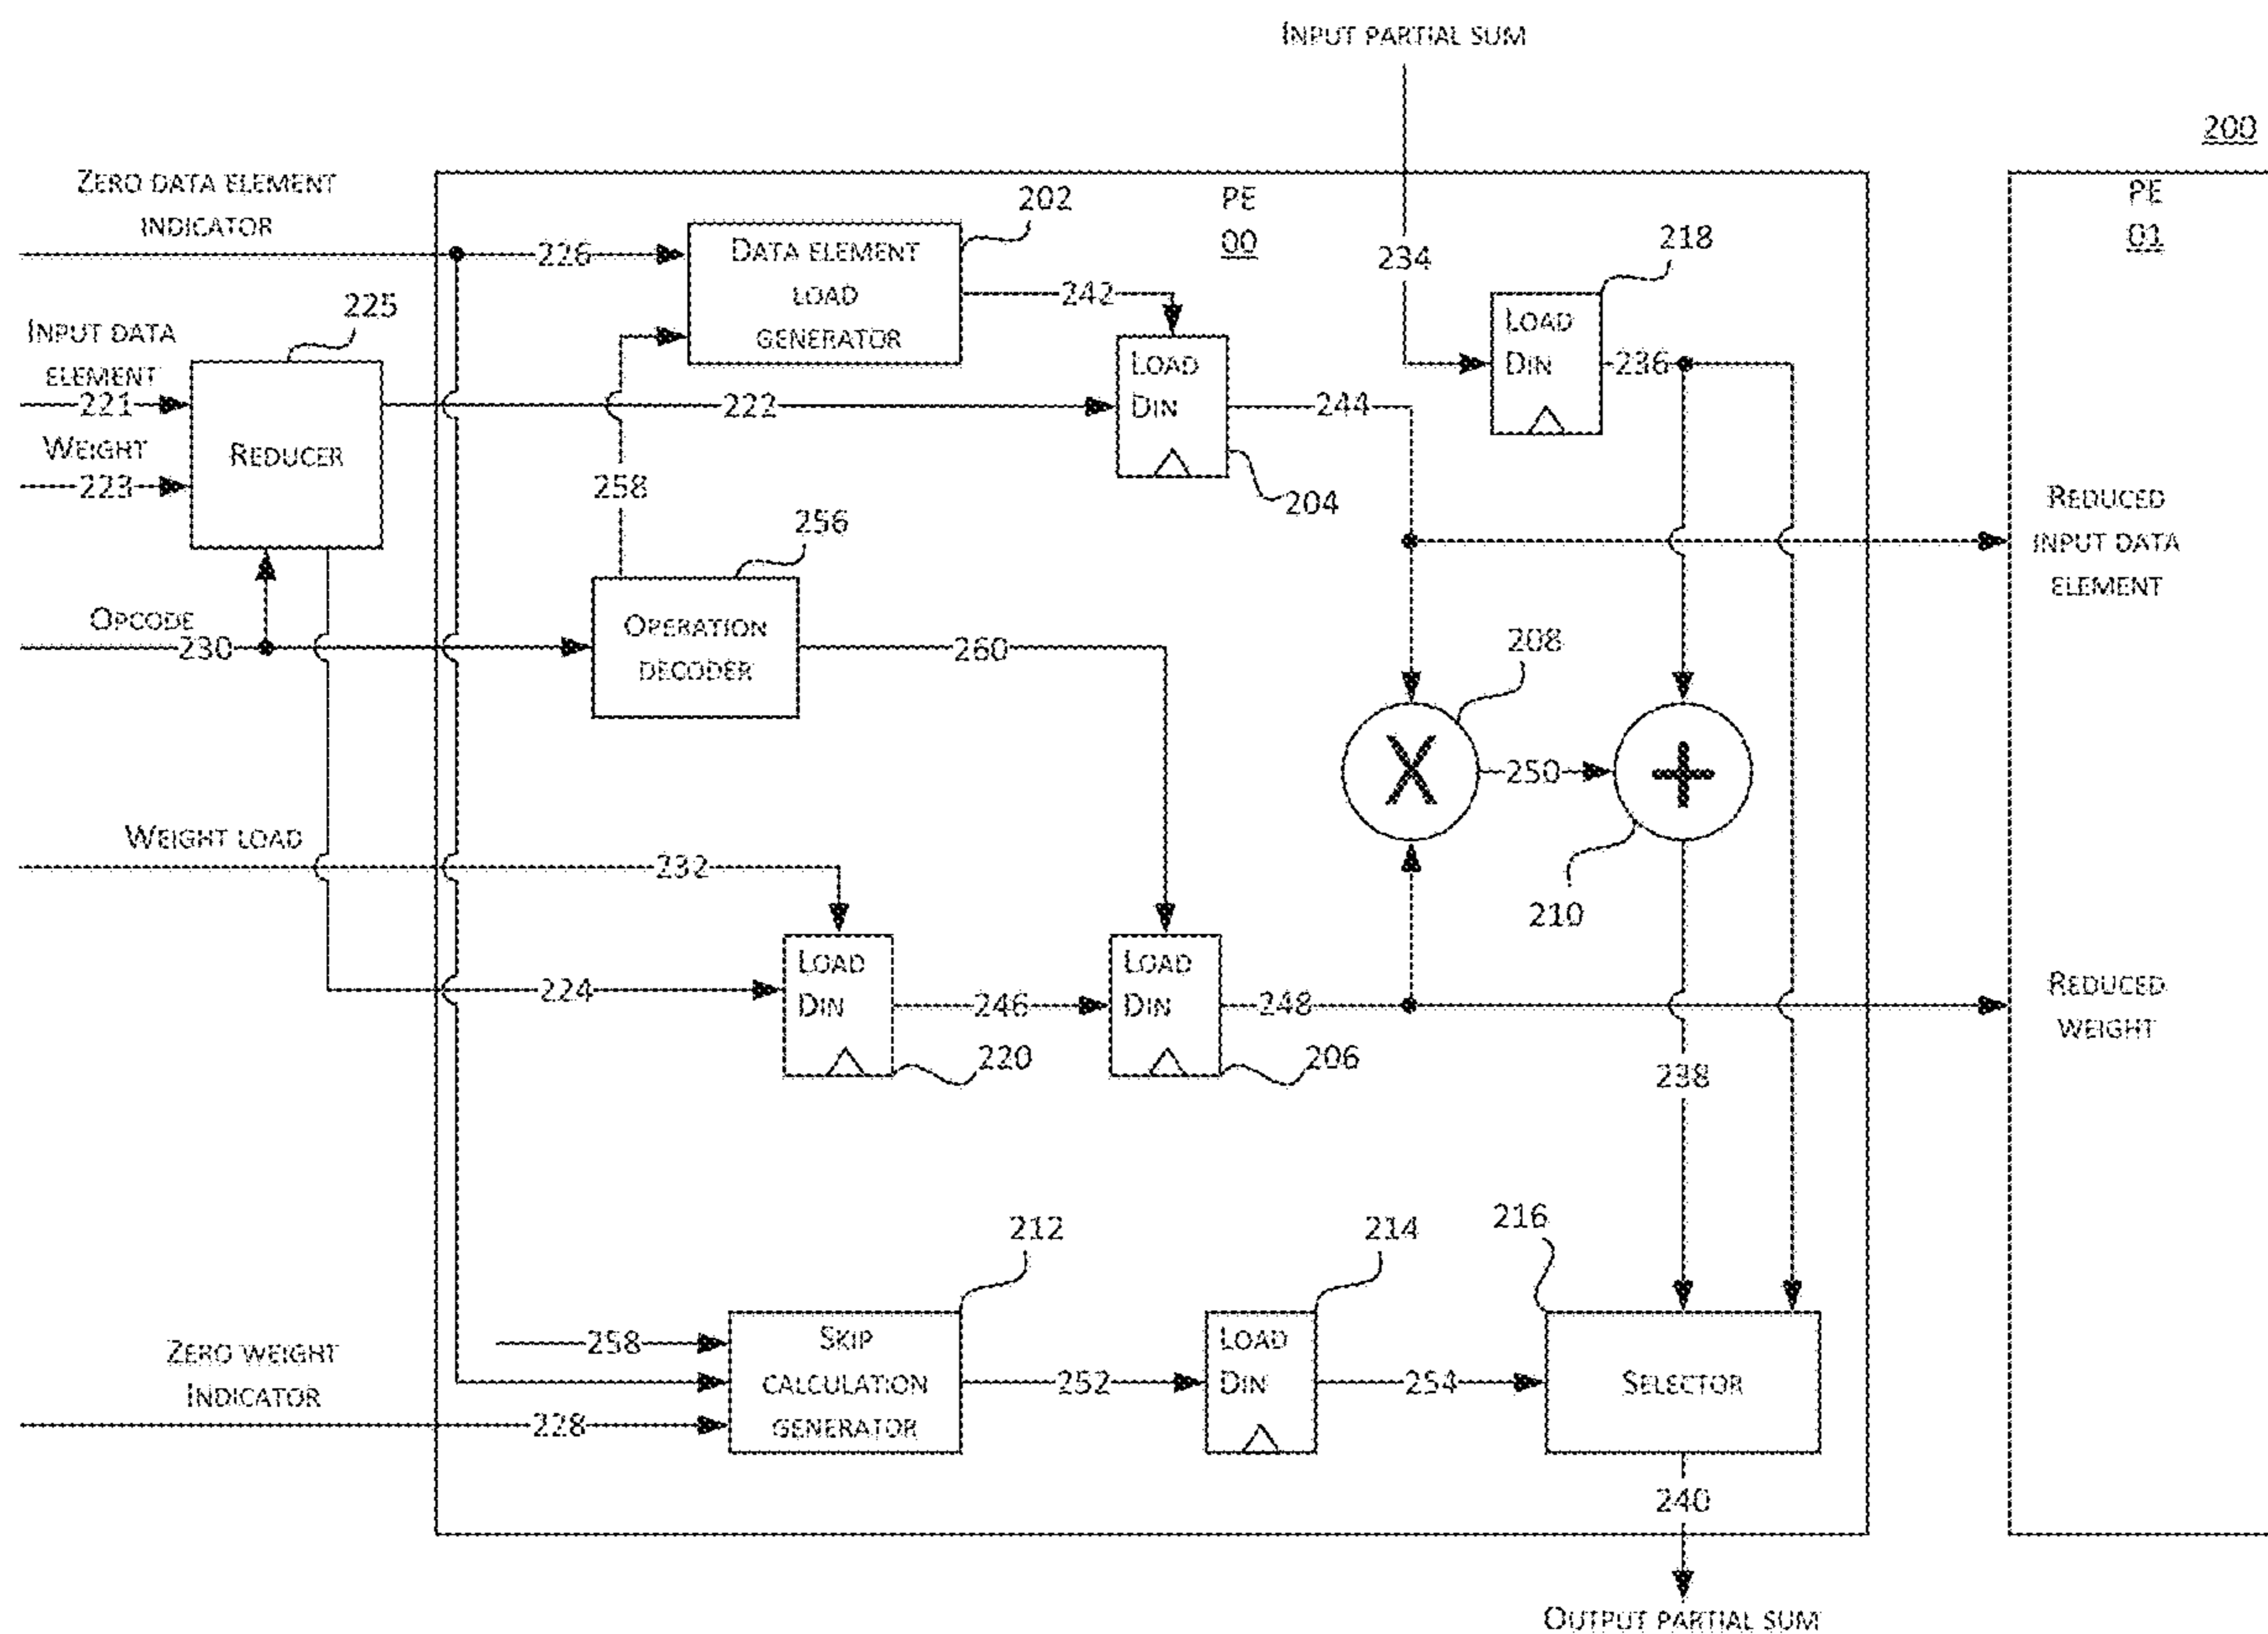 INPUT PARTIAL SUM
200
ZERO DATA ELEMENT
INDICATOR
226
DATA ELEMENT
LOAD
GENERATOR
202
PE
00
PE
01
234
218
LOAD
DIN
236
242
225
INPUT DATA
ELEMENT
221
WEIGHT
223
REDUCER
222
LOAD
DIN
244
204
258
256
REDUCED
INPUT DATA
ELEMENT
OPCODE
230
OPERATION
DECODER
260
208
X
250
+
210
WEIGHT LOAD
232
224
LOAD
DIN
246
220
LOAD
DIN
248
206
REDUCED
WEIGHT
238
212
214
216
ZERO WEIGHT
INDICATOR
258
228
SKIP
CALCULATION
GENERATOR
252
LOAD
DIN
254
SELECTOR
240
OUTPUT PARTIAL SUM